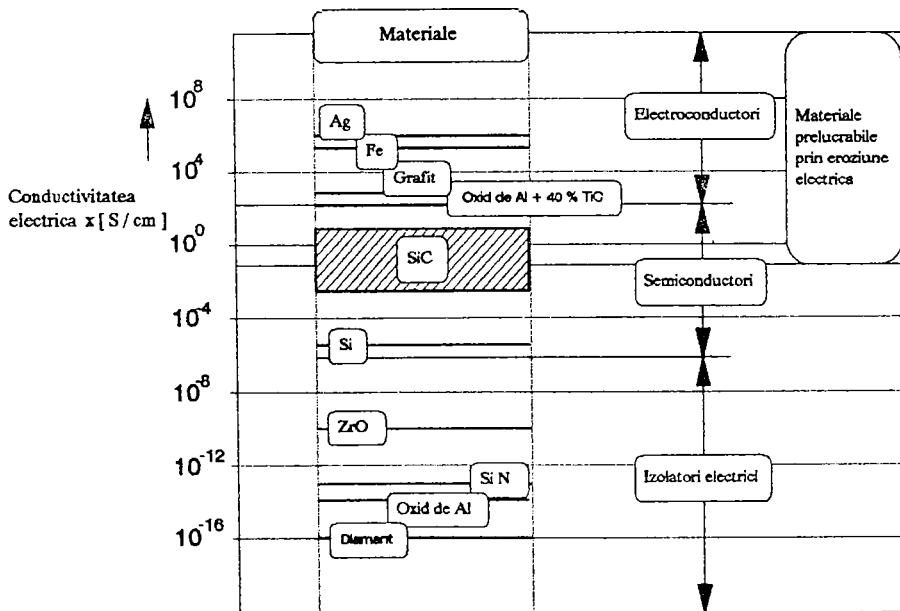 Materiale
10^8
Ag
Electroconductori
Materiale
prelucrabile
prin eroziune
electrica
Fe
10^4
Grafit
Conductivitatea
electrica x [ S / cm ]
Oxid de Al + 40 % TiC
10^0
SiC
Semiconductori
10^-4
Si
10^-8
ZrO
10^-12
Si N
Izolatori electrici
Oxid de Al
10^-16
Diamant